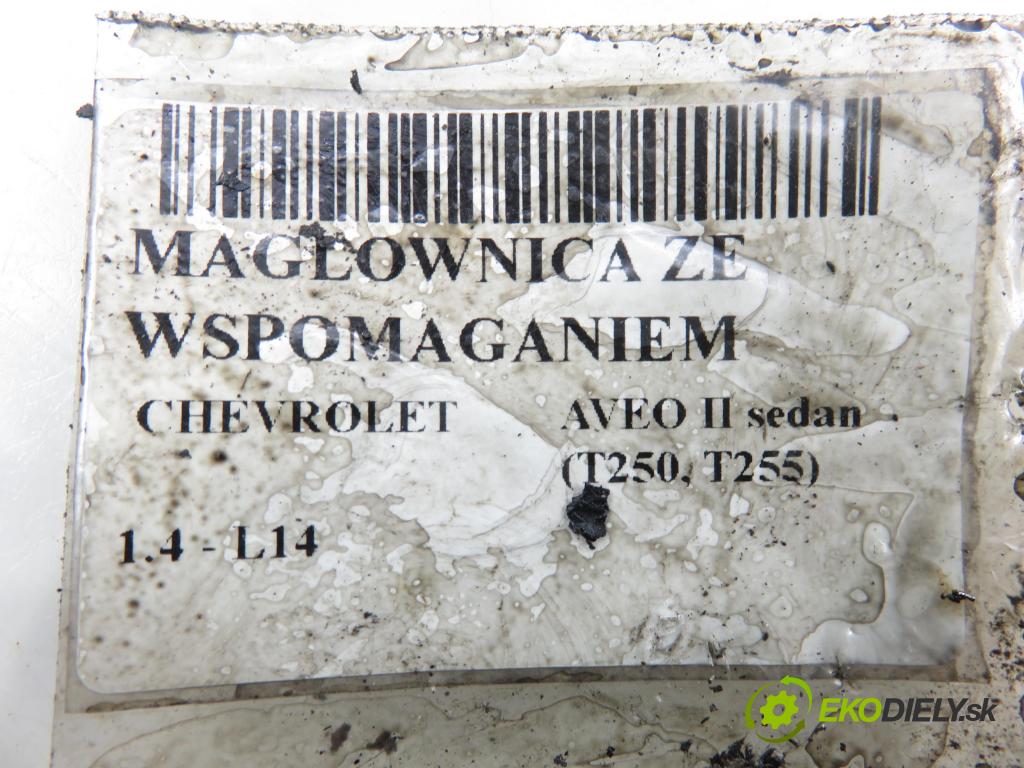 MAGŁOWNICA ZE
WSPOMAGANIEM
CHEVROLET AVEO II sedan
(T250, T255)
1.4 - L14
EKODIELY.sk